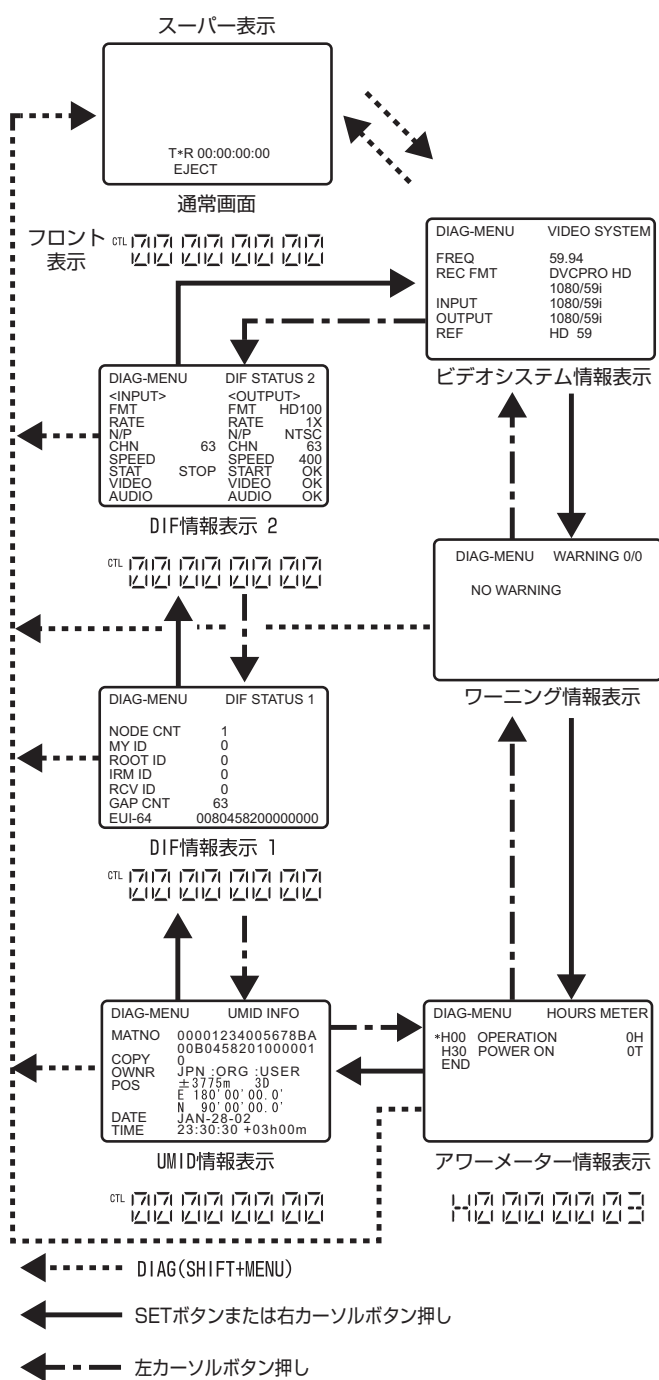 スーパー表示
T*R 00:00:00:00
EJECT
通常画面
フロント
表示
CTL
DIAG-MENU VIDEO SYSTEM
FREQ 59.94
REC FMT DVCPRO HD
1080/59i
INPUT 1080/59i
OUTPUT 1080/59i
REF HD 59
ビデオシステム情報表示
DIAG-MENU DIF STATUS 2
<INPUT> <OUTPUT>
FMT FMT HD100
RATE RATE 1X
N/P N/P NTSC
CHN 63 CHN 63
SPEED SPEED 400
STAT STOP START OK
VIDEO VIDEO OK
AUDIO AUDIO OK
DIF情報表示 2
CTL
DIAG-MENU WARNING 0/0
NO WARNING
ワーニング情報表示
DIAG-MENU DIF STATUS 1
NODE CNT 1
MY ID 0
ROOT ID 0
IRM ID 0
RCV ID 0
GAP CNT 63
EUI-64 0080458200000000
DIF情報表示 1
CTL
DIAG-MENU UMID INFO
MATNO 00001234005678BA
00B0458201000001
COPY 0
OWNR JPN :ORG :USER
POS ±3775m 3D
E 180'00'00.0'
N 90'00'00.0'
DATE JAN-28-02
TIME 23:30:30 +03h00m
UMID情報表示
CTL
DIAG-MENU HOURS METER
*H00 OPERATION 0H
H30 POWER ON 0T
END
アワーメーター情報表示
DIAG(SHIFT+MENU)
SETボタンまたは右カーソルボタン押し
左カーソルボタン押し